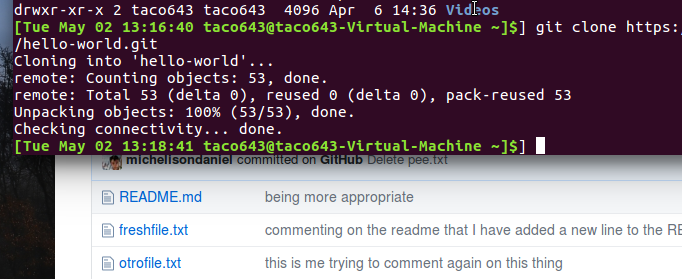 drwxr-xr-x 2 taco643 taco643  4096 Apr  6 14:36 Videos
[Tue May 02 13:16:40 taco643@taco643-Virtual-Machine ~]$] git clone https:
/hello-world.git
Cloning into 'hello-world'...
remote: Counting objects: 53, done.
remote: Total 53 (delta 0), reused 0 (delta 0), pack-reused 53
Unpacking objects: 100% (53/53), done.
Checking connectivity... done.
[Tue May 02 13:18:41 taco643@taco643-Virtual-Machine ~]$]
michelisondaniel committed on GitHub Delete pee.txt
README.md being more appropriate
freshfile.txt commenting on the readme that I have added a new line to the RE
otrofile.txt this is me trying to comment again on this thing